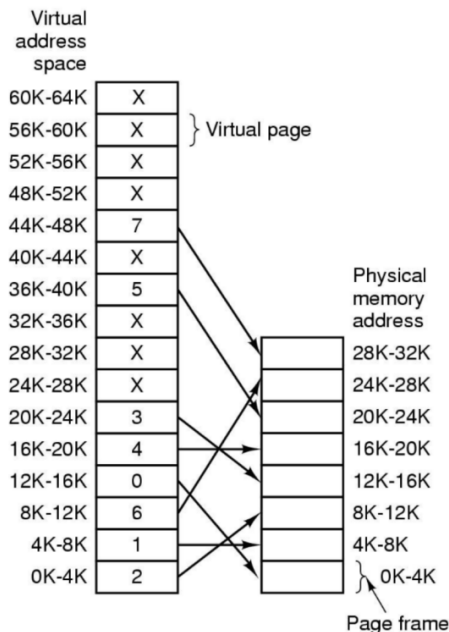 Virtual
address
space
60K-64K X
56K-60K X Virtual page
52K-56K X
48K-52K X
44K-48K 7
40K-44K X
36K-40K 5
32K-36K X
28K-32K X
24K-28K X
20K-24K 3
16K-20K 4
12K-16K 0
8K-12K 6
4K-8K 1
0K-4K 2
Physical
memory
address
28K-32K
24K-28K
20K-24K
16K-20K
12K-16K
8K-12K
4K-8K
0K-4K
Page frame